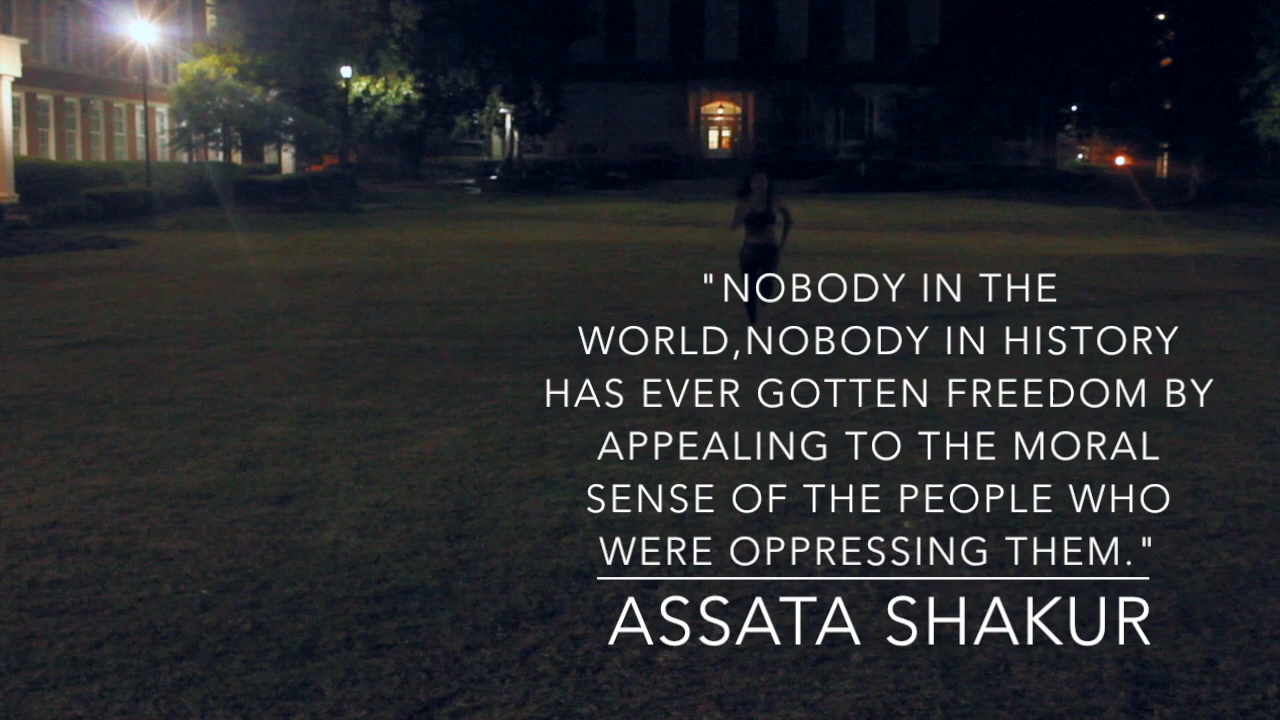 "NOBODY IN THE
WORLD,NOBODY IN HISTORY
HAS EVER GOTTEN FREEDOM BY
APPEALING TO THE MORAL
SENSE OF THE PEOPLE WHO
WERE OPPRESSING THEM."
ASSATA SHAKUR